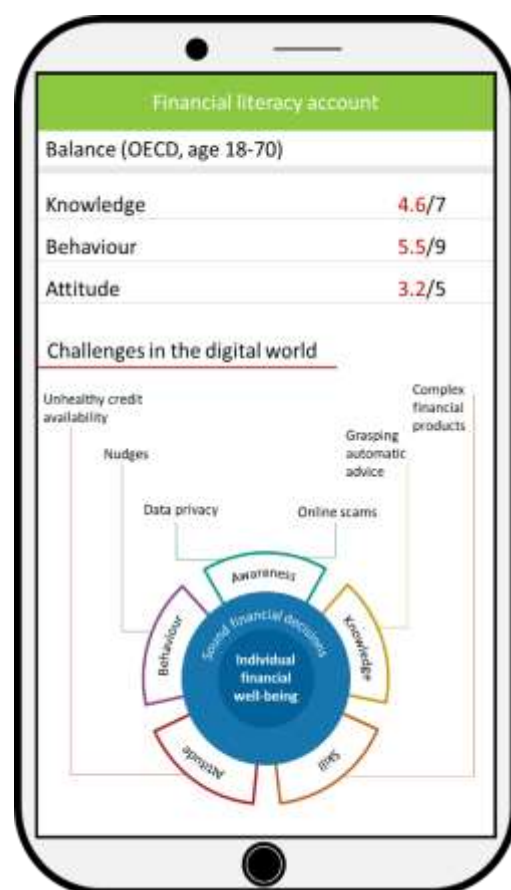 Financial literacy account
Balance (OECD, age 18-70)
Knowledge 4.6/7
Behaviour 5.5/9
Attitude 3.2/5
Challenges in the digital world
Unhealthy credit
availability
Complex
financial
products
Nudges
Grasping
automatic
advice
Data privacy
Online scams
Awareness
Behaviour
Knowledge
Sound financial decisions
Individual
financial
well-being
Attitude
Skill